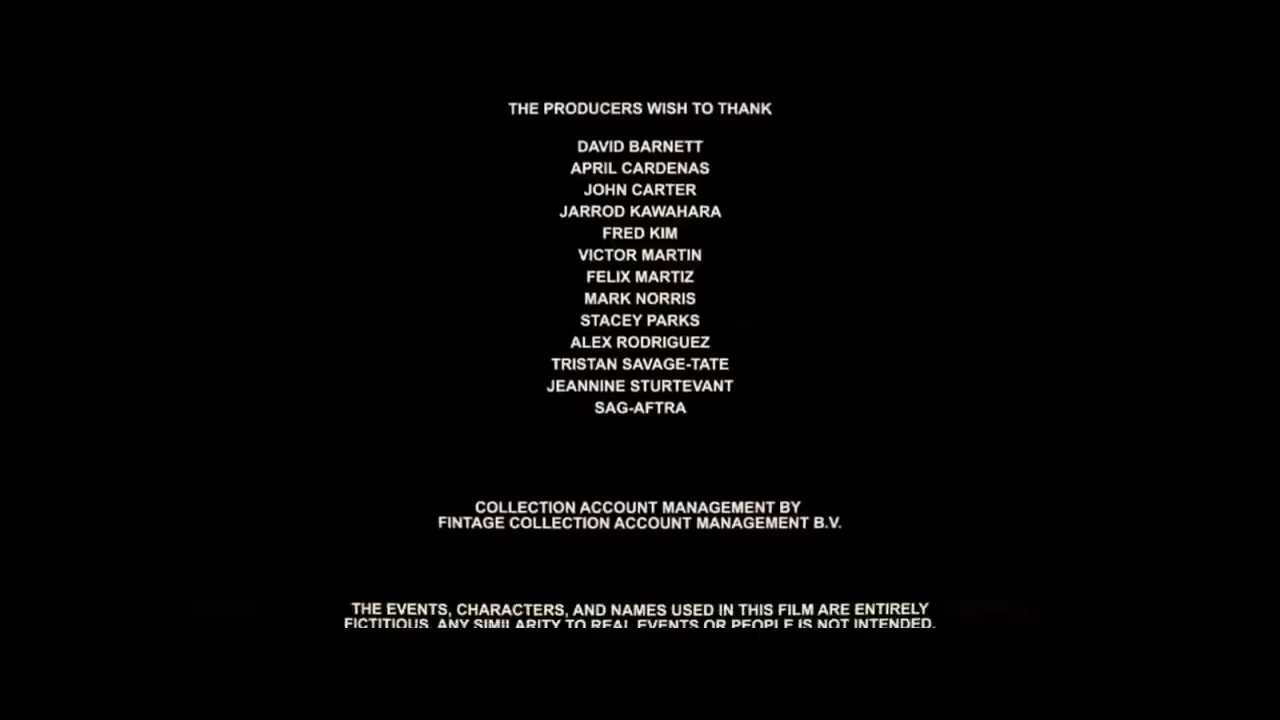 THE PRODUCERS WISH TO THANK
DAVID BARNETT
APRIL CARDENAS
JOHN CARTER
JARROD KAWAHARA
FRED KIM
VICTOR MARTIN
FELIX MARTIZ
MARK NORRIS
STACEY PARKS
ALEX RODRIGUEZ
TRISTAN SAVAGE-TATE
JEANNINE STURTEVANT
SAG-AFTRA
COLLECTION ACCOUNT MANAGEMENT BY
FINTAGE COLLECTION ACCOUNT MANAGEMENT B.V.
THE EVENTS, CHARACTERS, AND NAMES USED IN THIS FILM ARE ENTIRELY
FICTITIOUS. ANY SIMILARITY TO REAL EVENTS OR PEOPLE IS NOT INTENDED.